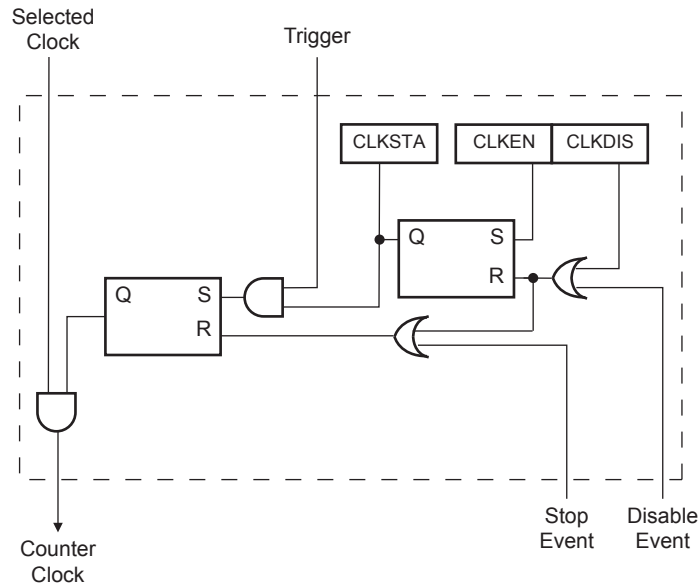 Selected
Clock
Trigger
CLKSTA
CLKEN
CLKDIS
Q
S
R
Q
S
R
Stop
Event
Disable
Event
Counter
Clock